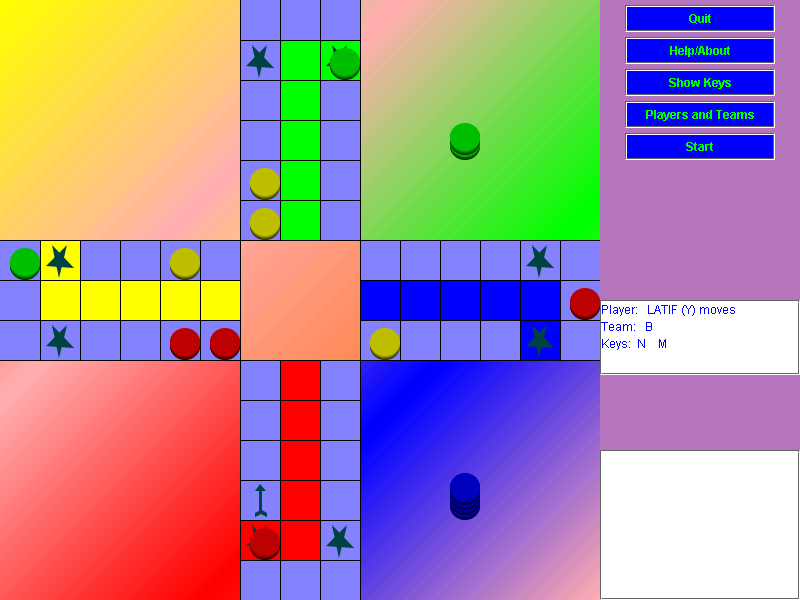 Quit
Help/About
Show Keys
Players and Teams
Start
Player: LATIF (Y) moves
Team: B
Keys: N M